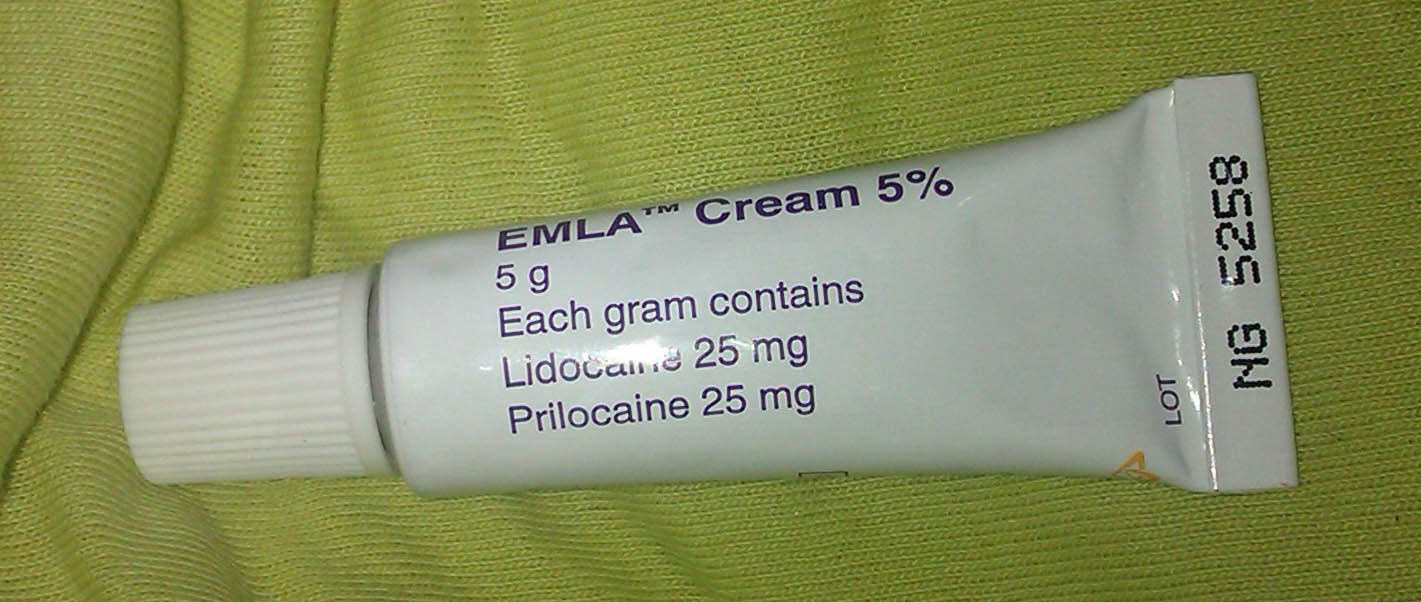 EMLA™ Cream 5%
5 g
Each gram contains
Lidocaine 25 mg
Prilocaine 25 mg
LOT
NG 5258